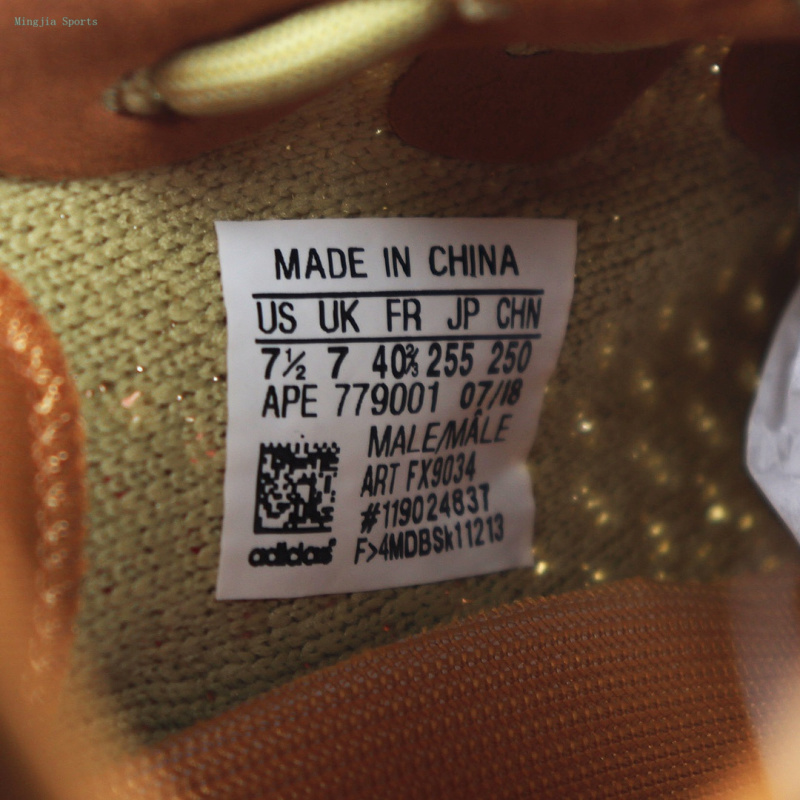 Mingjia Sports
MADE IN CHINA
US UK FR JP CHN
7½ 7 40⅔ 255 250
APE 779001 07/18
MALE/MÂLE
ART FX9034
#119024837
F>4MDBSk11213
adidas